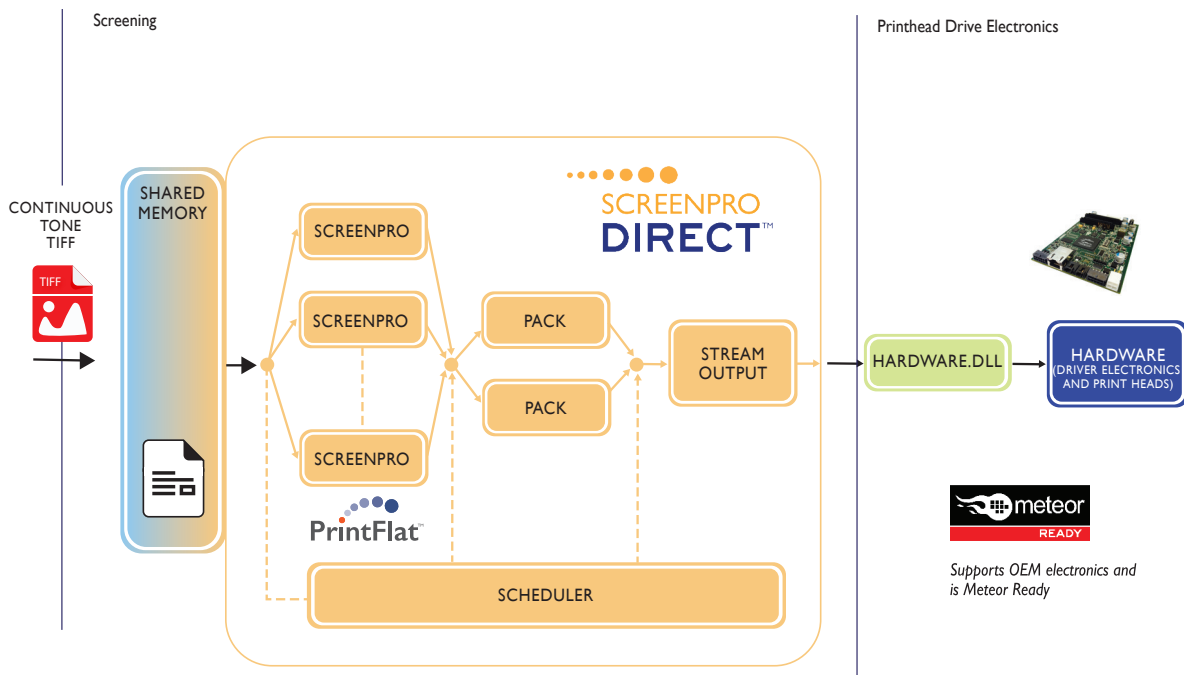 Screening
Printhead Drive Electronics
CONTINUOUS
TONE
TIFF
TIFF
SHARED
MEMORY
SCREENPRO
DIRECT™
SCREENPRO
SCREENPRO
SCREENPRO
PrintFlat™
PACK
PACK
STREAM
OUTPUT
SCHEDULER
HARDWARE.DLL
HARDWARE
(DRIVER ELECTRONICS
AND PRINT HEADS)
meteor
READY
Supports OEM electronics and
is Meteor Ready